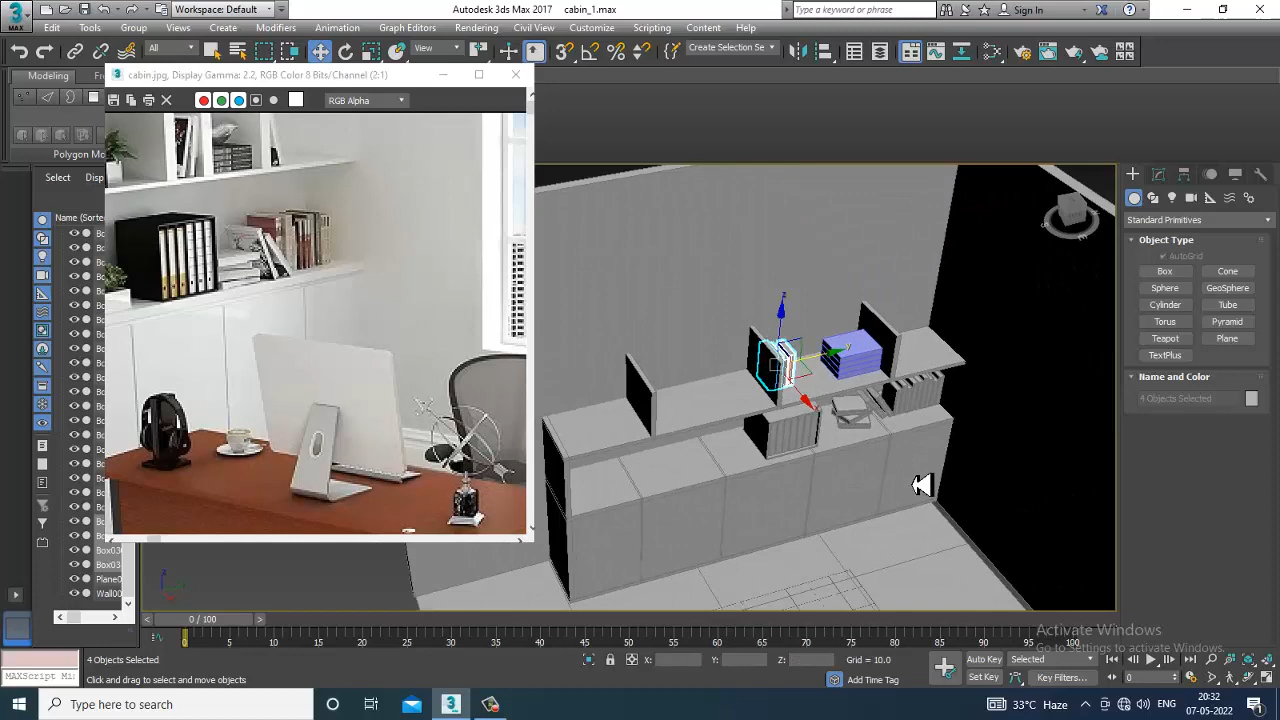 Workspace: Default
Autodesk 3ds Max 2017    cabin_1.max
Type a keyword or phrase
Sign In
MAX
Edit
Tools
Group
Views
Create
Modifiers
Animation
Graph Editors
Rendering
Civil View
Customize
Scripting
Content
Help
All
View
Create Selection Se
Modeling
cabin.jpg, Display Gamma: 2.2, RGB Color 8 Bits/Channel (2:1)
RGB Alpha
Polygon Mo
Select
Disp
Name (Sorte
Box03
Box03
Plane0
Wall00
Standard Primitives
Object Type
AutoGrid
Box
Cone
Sphere
GeoSphere
Cylinder
Tube
Torus
Pyramid
Teapot
Plane
TextPlus
Name and Color
4 Objects Selected
z
y
0 / 100
0 5 10 15 20 25 30 35 40 45 50 55 60 65 70 75 80 85 90 95 100
Activate Windows
Go to Settings to activate Windows.
4 Objects Selected
X:
Y:
Z:
Grid = 10.0
Auto Key
Selected
MAXScript Mi
Click and drag to select and move objects
Add Time Tag
Set Key
Key Filters...
0
Type here to search
33°C Haze
ENG
20:32
07-05-2022